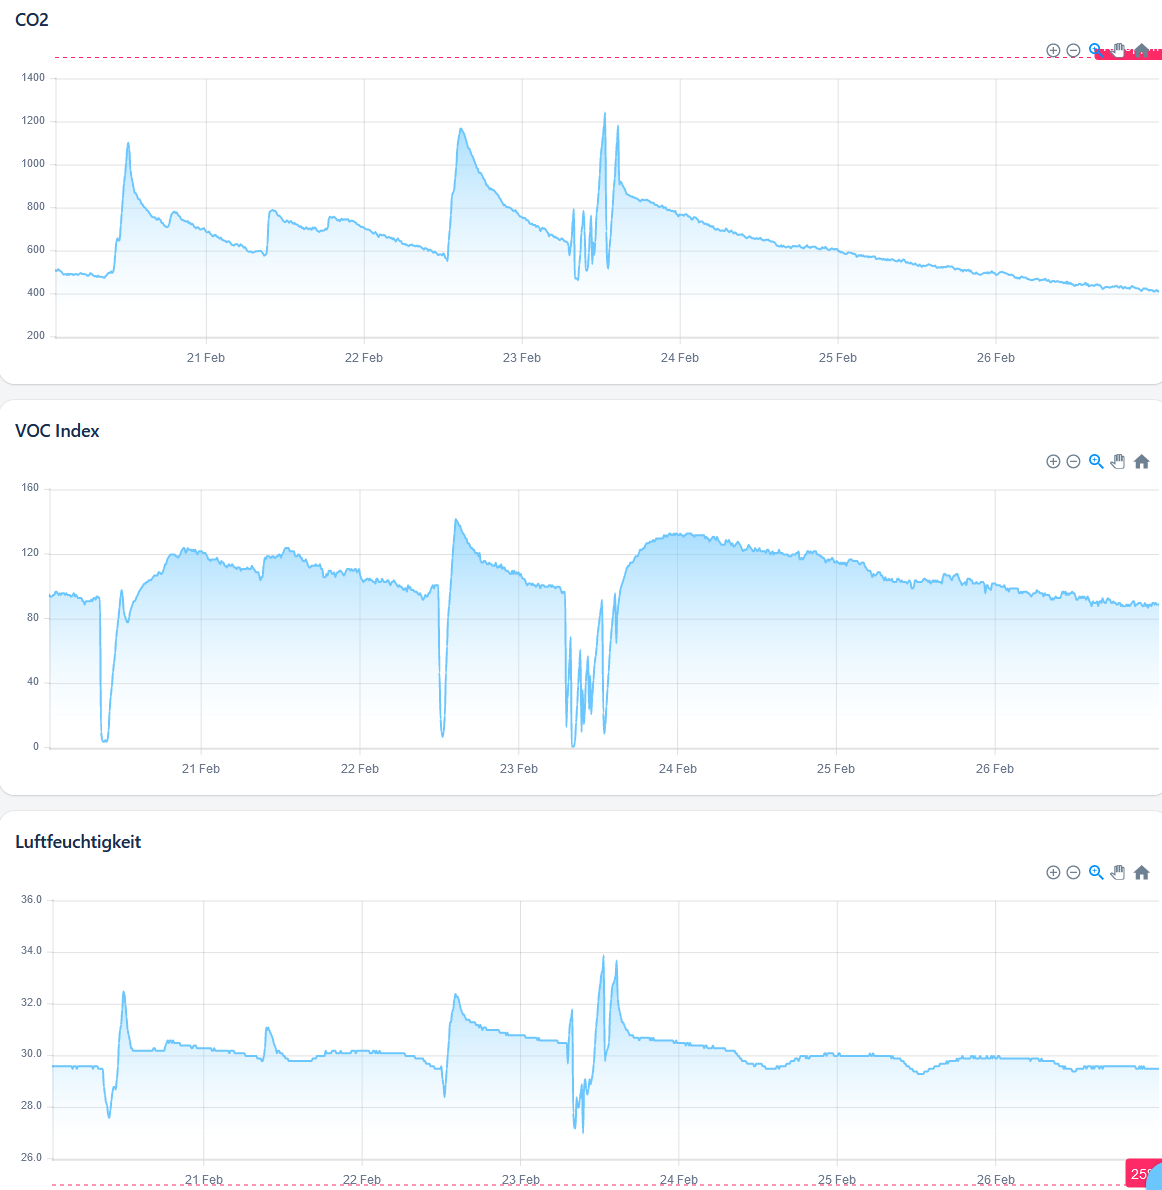 CO2
1400
1200
1000
800
600
400
200
21 Feb
22 Feb
23 Feb
24 Feb
25 Feb
26 Feb
VOC Index
160
120
80
40
0
21 Feb
22 Feb
23 Feb
24 Feb
25 Feb
26 Feb
Luftfeuchtigkeit
36.0
34.0
32.0
30.0
28.0
26.0
21 Feb
22 Feb
23 Feb
24 Feb
25 Feb
26 Feb